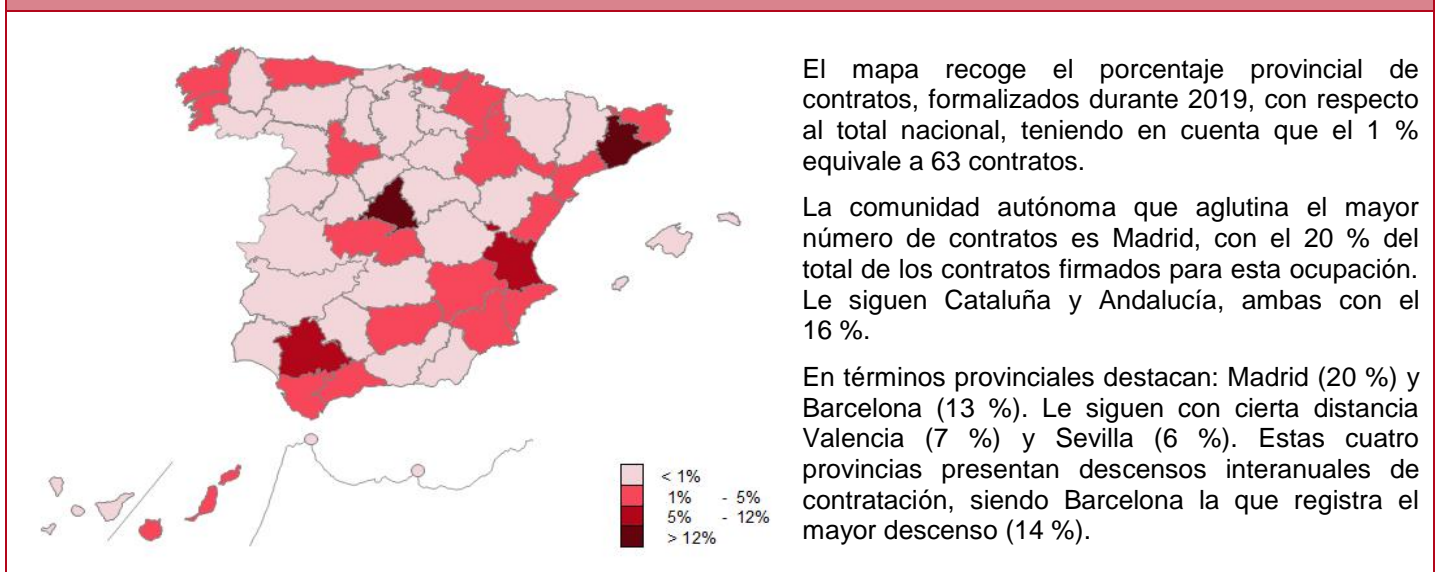 El mapa recoge el porcentaje provincial de
contratos, formalizados durante 2019, con respecto
al total nacional, teniendo en cuenta que el 1 %
equivale a 63 contratos.
La comunidad autónoma que aglutina el mayor
número de contratos es Madrid, con el 20 % del
total de los contratos firmados para esta ocupación.
Le siguen Cataluña y Andalucía, ambas con el
16 %.
En términos provinciales destacan: Madrid (20 %) y
Barcelona (13 %). Le siguen con cierta distancia
Valencia (7 %) y Sevilla (6 %). Estas cuatro
provincias presentan descensos interanuales de
contratación, siendo Barcelona la que registra el
mayor descenso (14 %).
< 1%
1% - 5%
5% - 12%
> 12%